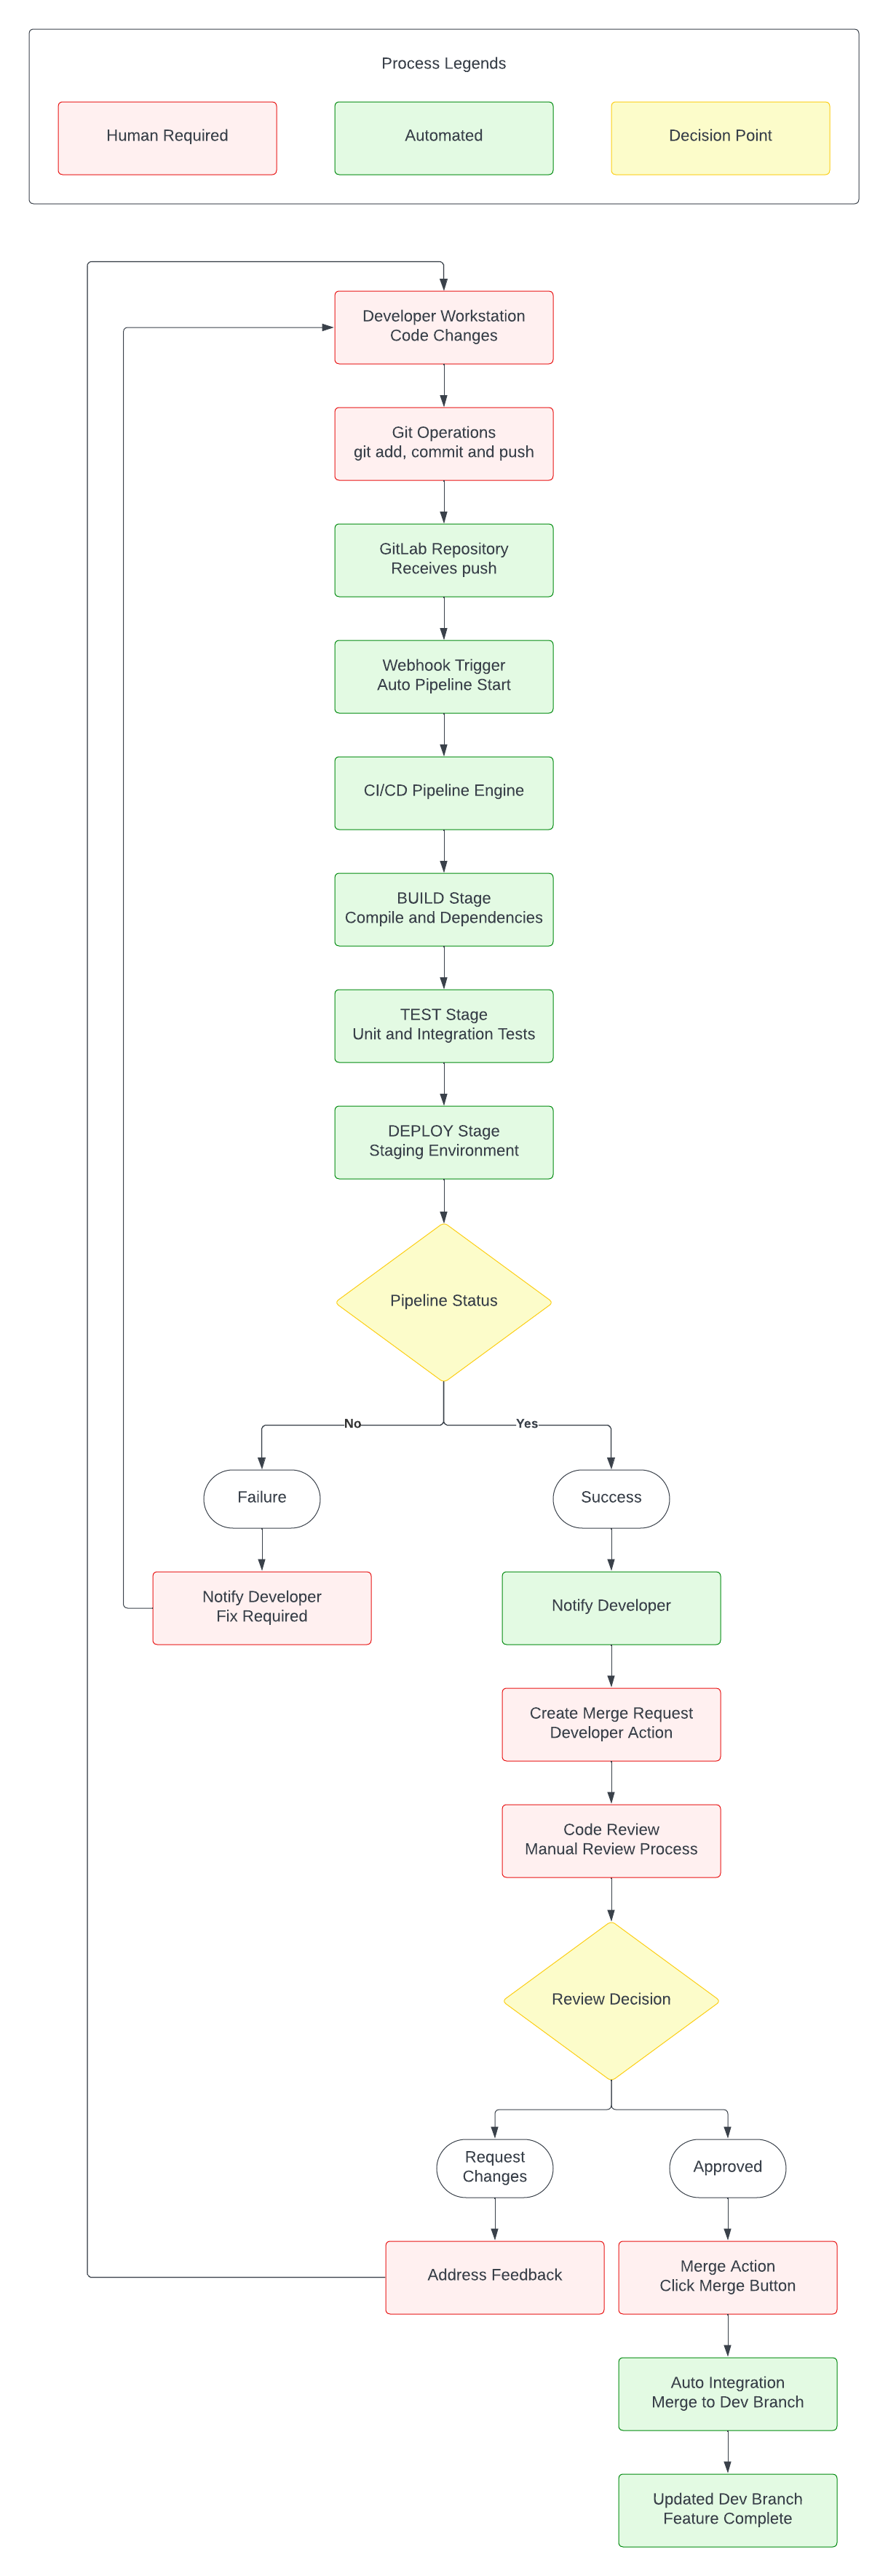 Process Legends
Human Required
Automated
Decision Point
Developer Workstation
Code Changes
Git Operations
git add, commit and push
GitLab Repository
Receives push
Webhook Trigger
Auto Pipeline Start
CI/CD Pipeline Engine
BUILD Stage
Compile and Dependencies
TEST Stage
Unit and Integration Tests
DEPLOY Stage
Staging Environment
Pipeline Status
No
Yes
Failure
Success
Notify Developer
Fix Required
Notify Developer
Create Merge Request
Developer Action
Code Review
Manual Review Process
Review Decision
Request
Changes
Approved
Address Feedback
Merge Action
Click Merge Button
Auto Integration
Merge to Dev Branch
Updated Dev Branch
Feature Complete